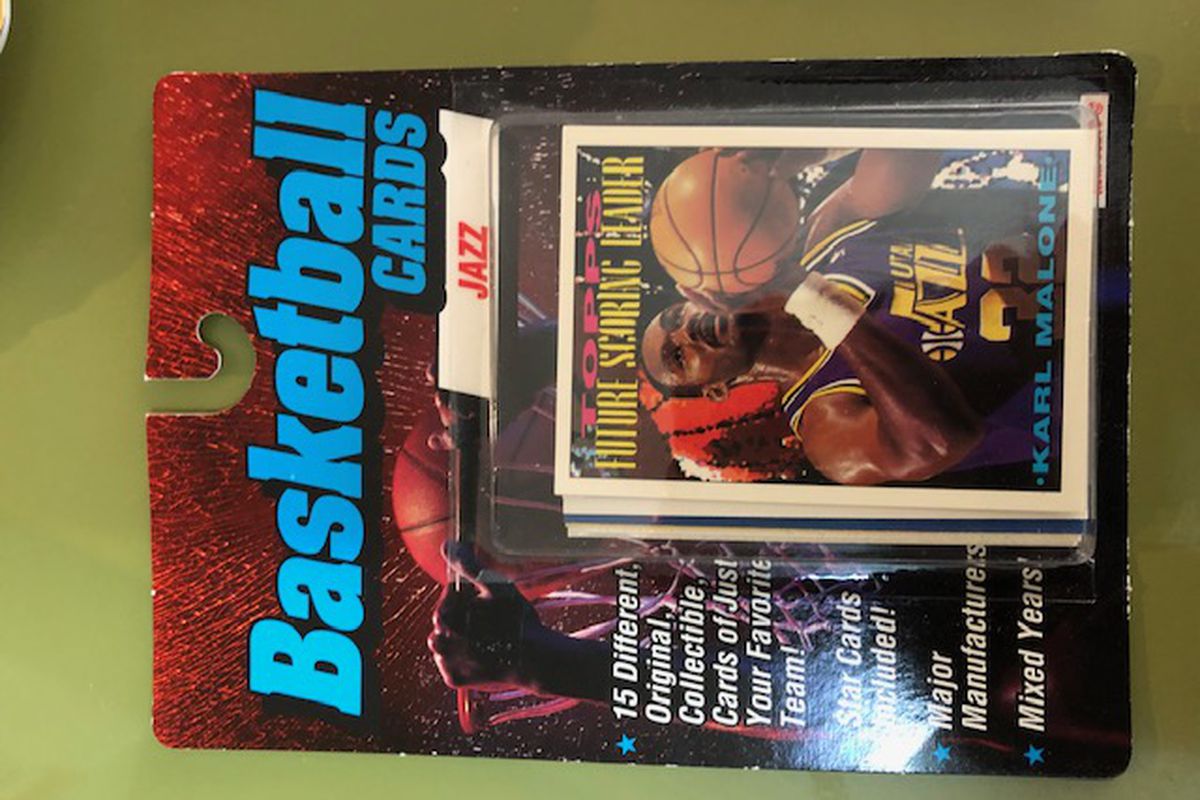 Basketball
CARDS
JAZZ
TOPPS
FUTURE SCORING LEADER
UTAH
JAZZ
32
·KARL MALONE·
15 Different,
Original,
Collectible,
Cards of Just
Your Favorite
Team!
Star Cards
Included!
Major
Manufacturers
Mixed Years!